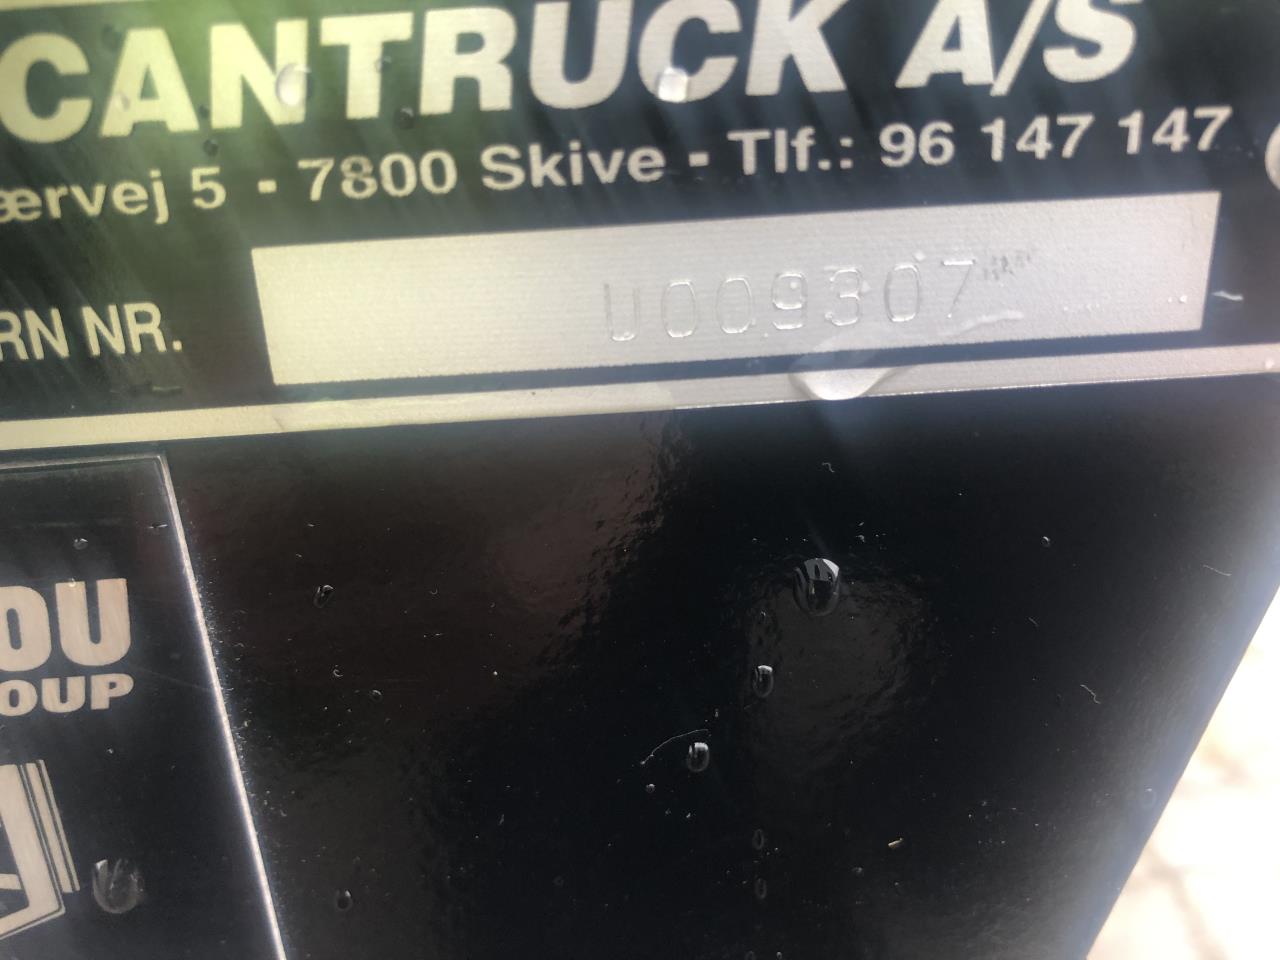 CANTRUCK A/S
ærvej 5 - 7800 Skive - Tlf.: 96 147 147
RN NR. U009307
OU
OUP